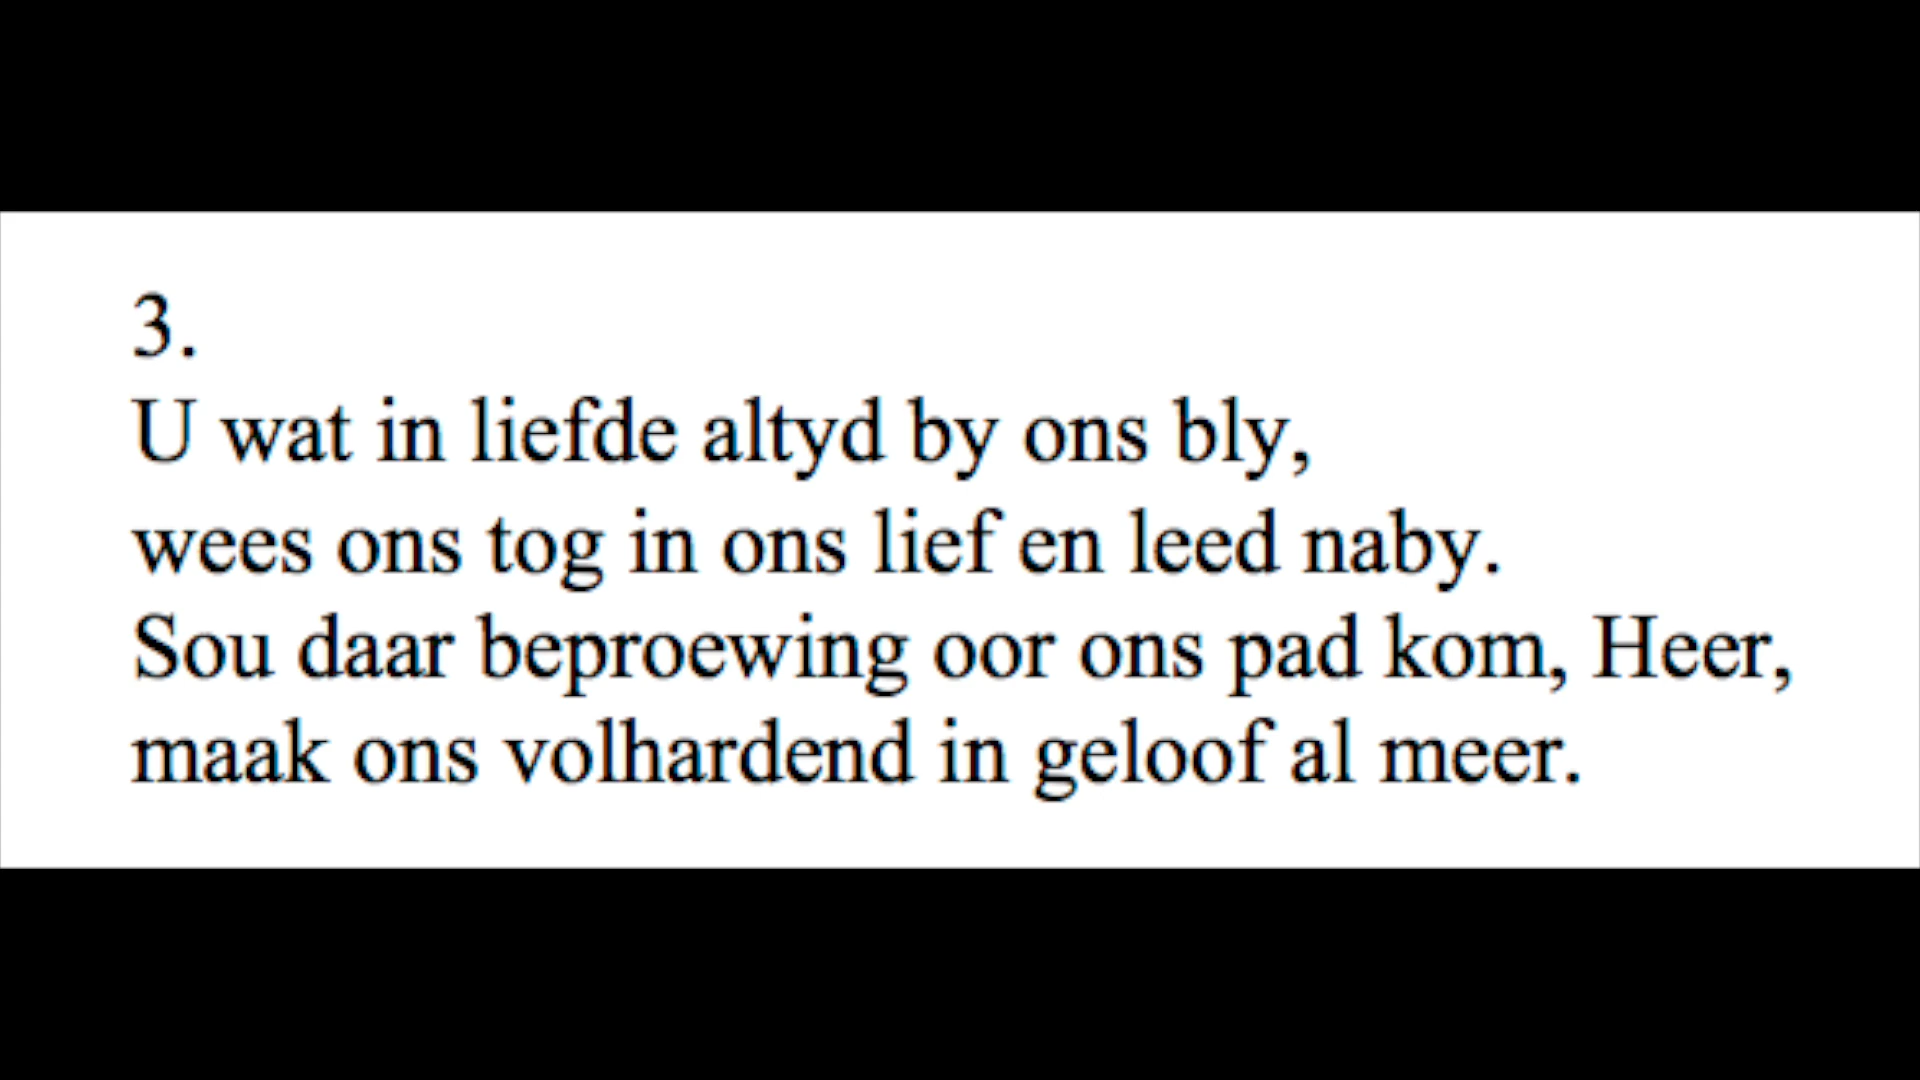 3.
U wat in liefde altyd by ons bly,
wees ons tog in ons lief en leed naby.
Sou daar beproewing oor ons pad kom, Heer,
maak ons volhardend in geloof al meer.